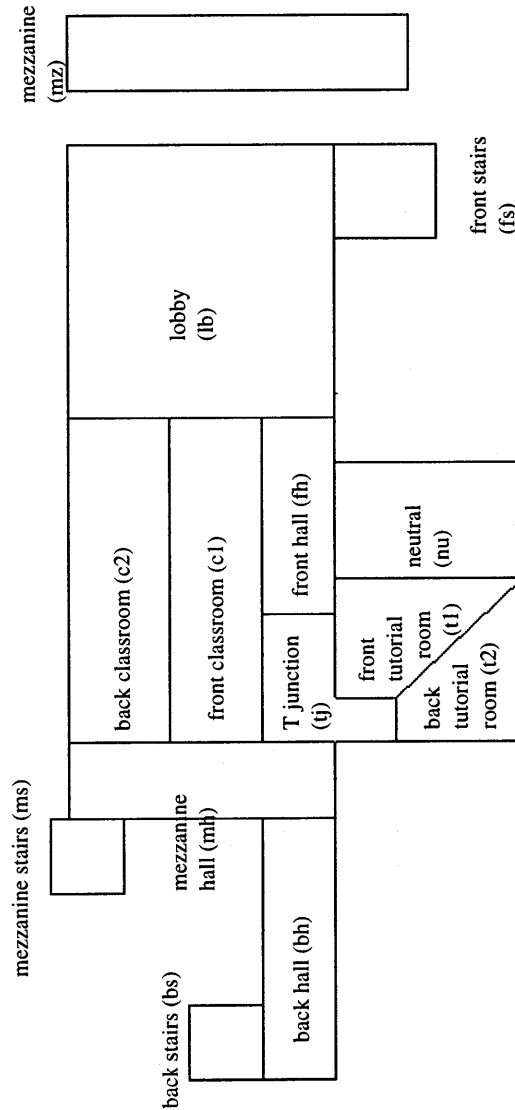 mezzanine stairs (ms)
mezzanine
(mz)
back classroom (c2)
lobby
(lb)
front classroom (c1)
back stairs (bs)
mezzanine
hall (mh)
T junction
(tj)
front hall (fh)
back hall (bh)
front
tutorial
room (t1)
back
tutorial
room (t2)
neutral
(nu)
front stairs
(fs)